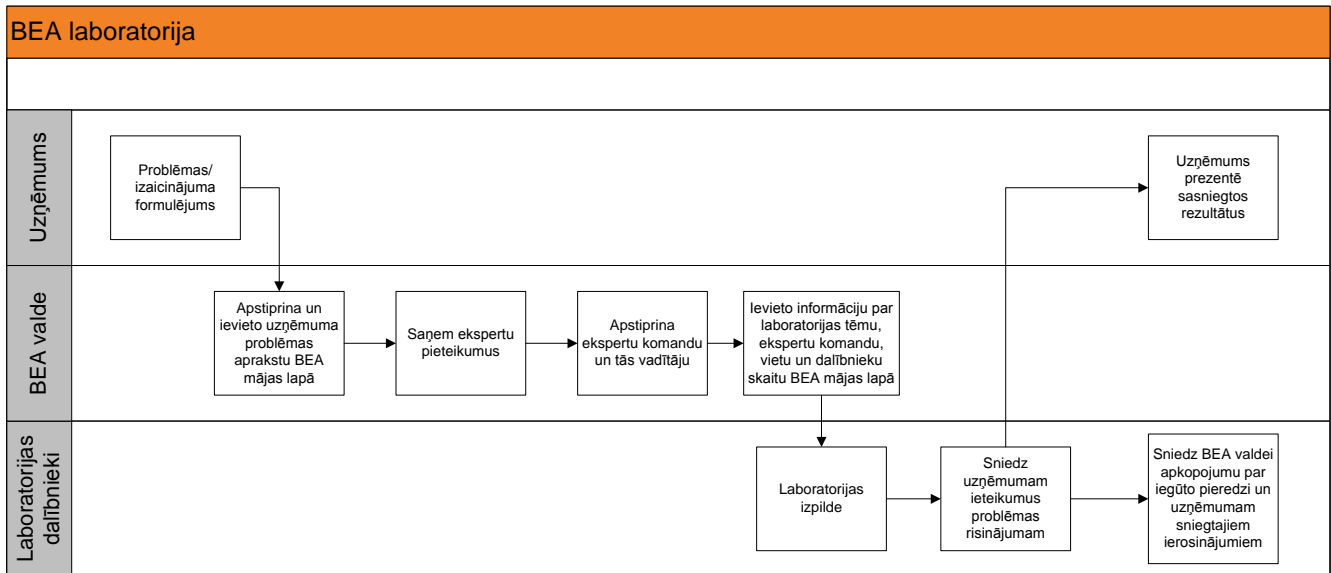 BEA laboratorija
Uzņēmums
Problēmas/
izaicinājuma
formulējums
Uzņēmums
prezentē
sasniegtos
rezultātus
BEA valde
Apstiprina un
ievieto uzņēmuma
problēmas
aprakstu BEA
mājas lapā
Saņem ekspertu
pieteikumus
Apstiprina
ekspertu komandu
un tās vadītāju
Ievieto informāciju par
laboratorijas tēmu,
ekspertu komandu,
vietu un dalībnieku
skaitu BEA mājas lapā
Laboratorijas
dalībnieki
Laboratorijas
izpilde
Sniedz
uzņēmumam
ieteikumus
problēmas
risinājumam
Sniedz BEA valdei
apkopojumu par
iegūto pieredzi un
uzņēmumam
sniegtajiem
ierosinājumiem